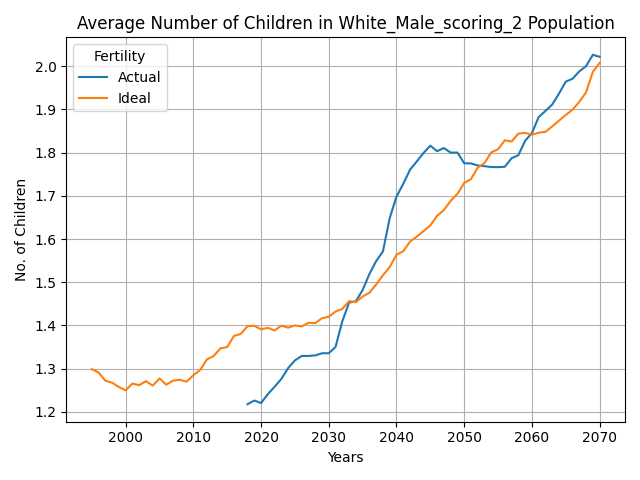 Average Number of Children in White_Male_scoring_2 Population
Fertility
Actual
Ideal
2.0
1.9
1.8
1.7
1.6
1.5
1.4
1.3
1.2
No. of Children
2000 2010 2020 2030 2040 2050 2060 2070
Years